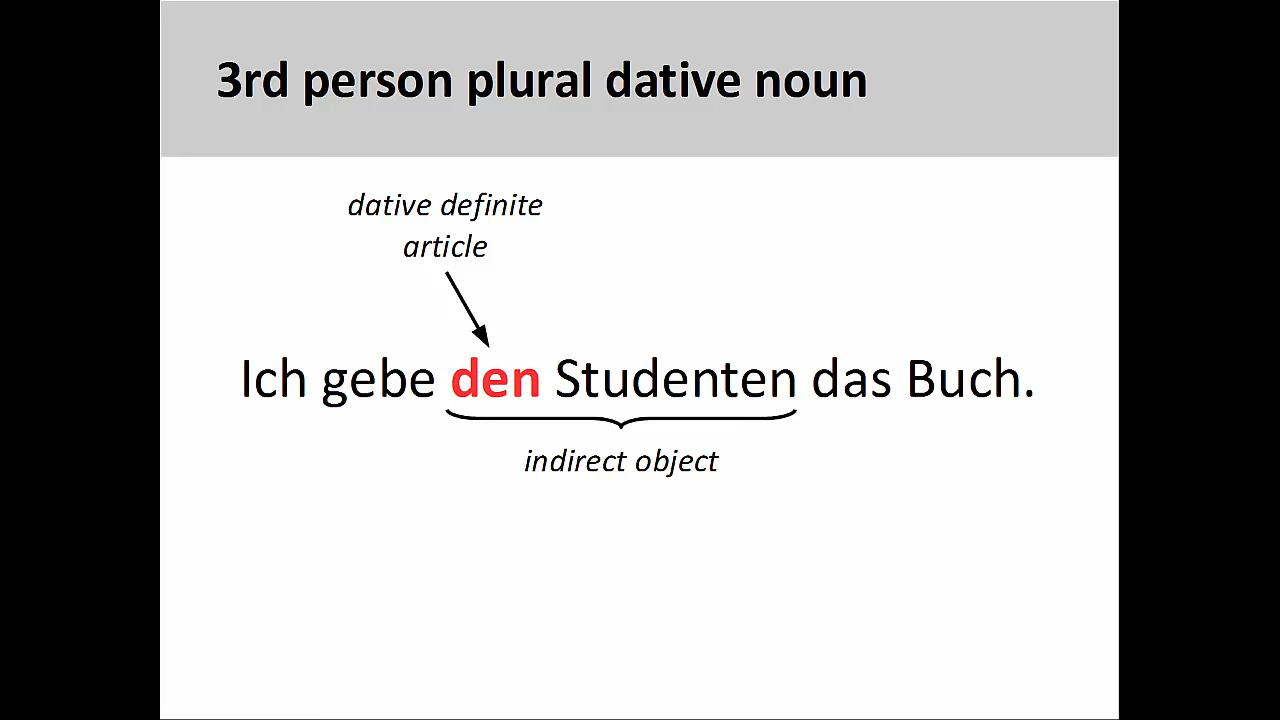 3rd person plural dative noun
dative definite
article
Ich gebe den Studenten das Buch.
indirect object